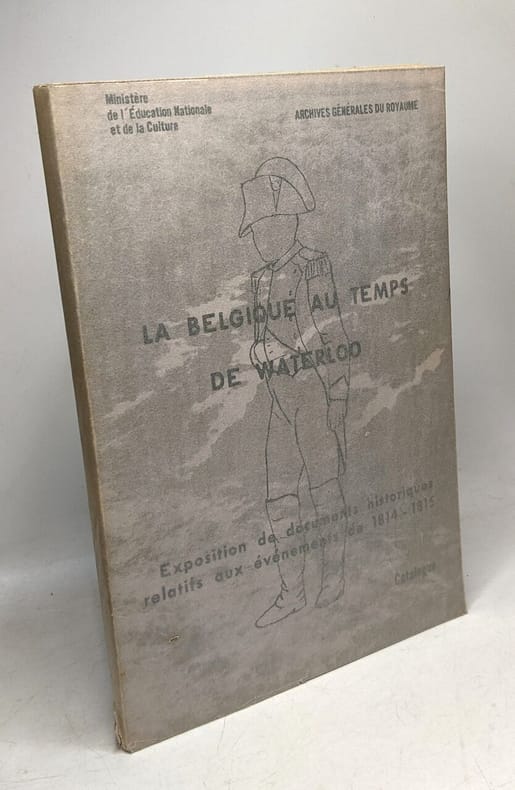 Ministère
de l'Éducation Nationale
et de la Culture
ARCHIVES GÉNÉRALES DU ROYAUME
LA BELGIQUE AU TEMPS
DE WATERLOO
Exposition de documents historiques
relatifs aux événements de 1814-1815
Catalogue